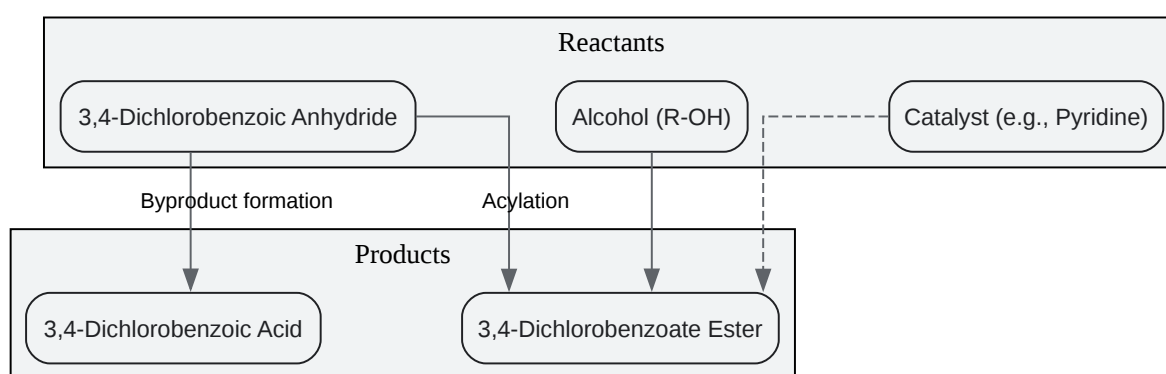 Reactants
3,4-Dichlorobenzoic Anhydride
Alcohol (R-OH)
Catalyst (e.g., Pyridine)
Byproduct formation
Acylation
Products
3,4-Dichlorobenzoic Acid
3,4-Dichlorobenzoate Ester